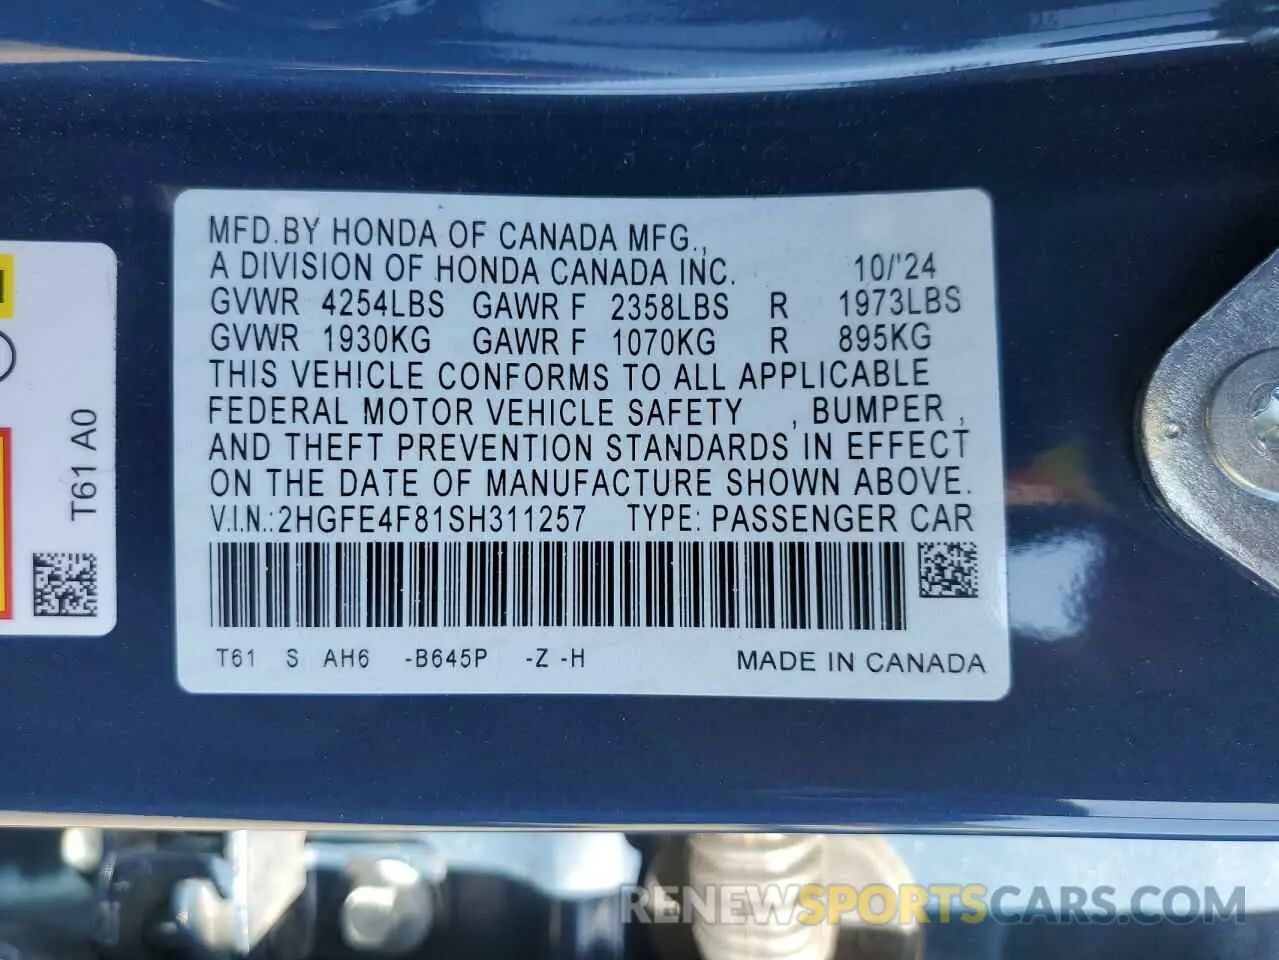 MFD.BY HONDA OF CANADA MFG.,
A DIVISION OF HONDA CANADA INC. 10/'24
GVWR 4254LBS GAWR F 2358LBS R 1973LBS
GVWR 1930KG GAWR F 1070KG R 895KG
THIS VEHICLE CONFORMS TO ALL APPLICABLE
FEDERAL MOTOR VEHICLE SAFETY , BUMPER ,
AND THEFT PREVENTION STANDARDS IN EFFECT
ON THE DATE OF MANUFACTURE SHOWN ABOVE.
V.I.N.: 2HGFE4F81SH311257 TYPE: PASSENGER CAR
T61 S AH6 -B645P -Z -H MADE IN CANADA
T61 A0
RENEWSPORTSCARS.COM